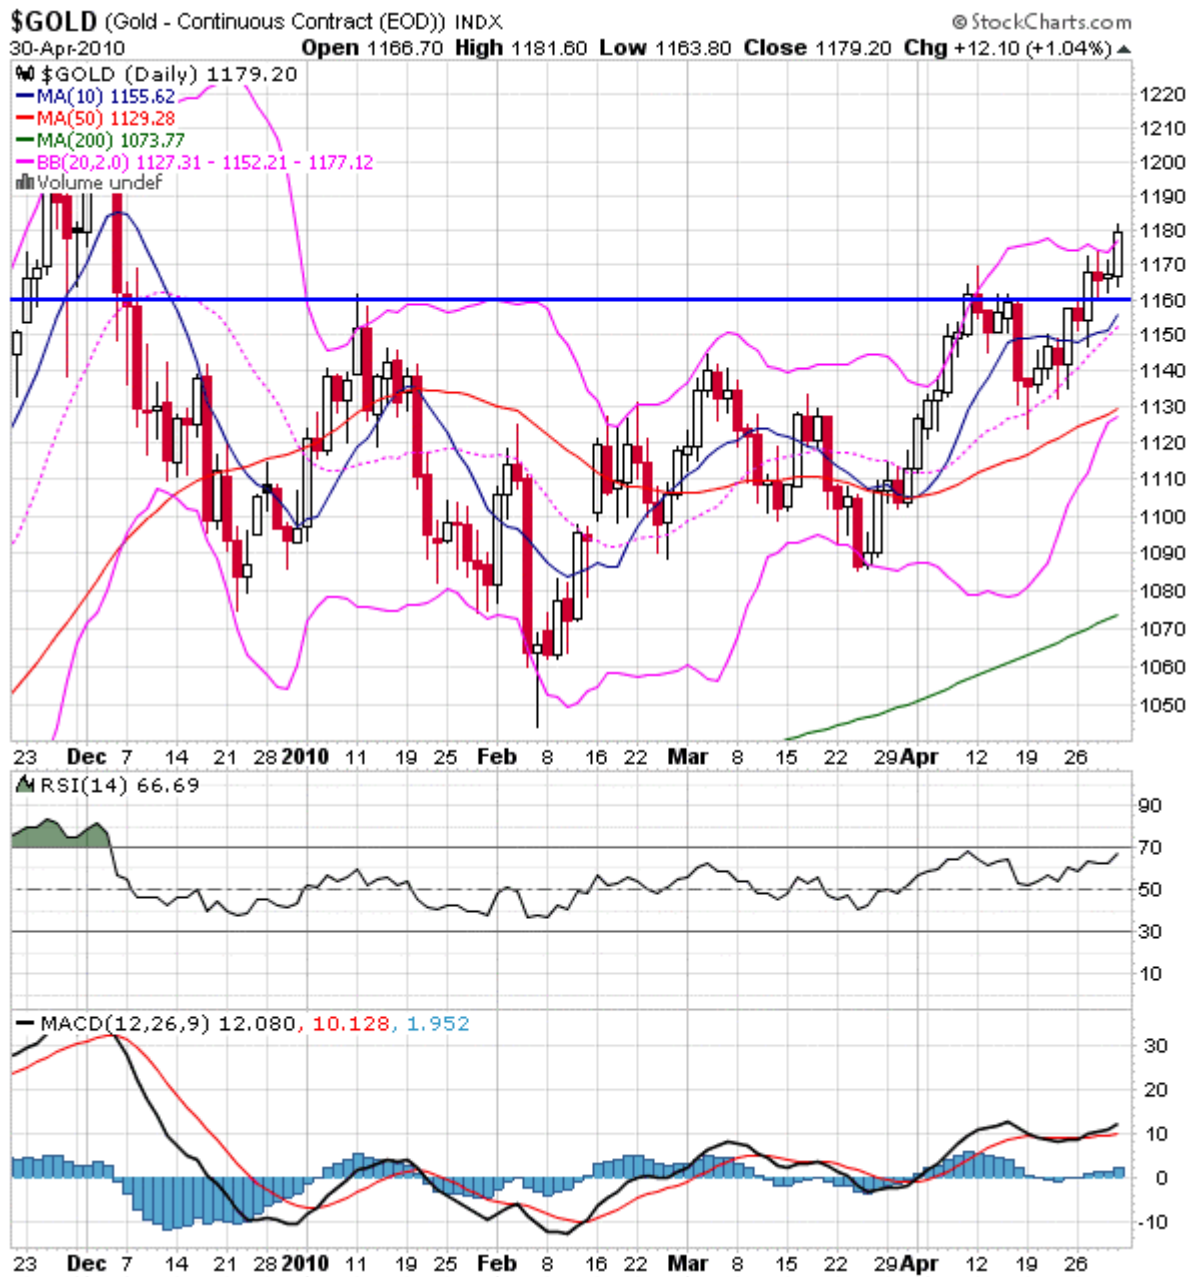 $GOLD (Gold - Continuous Contract (EOD)) INDX © StockCharts.com
30-Apr-2010 Open 1166.70 High 1181.60 Low 1163.80 Close 1179.20 Chg +12.10 (+1.04%)
$GOLD (Daily) 1179.20
MA(10) 1155.62
MA(50) 1129.28
MA(200) 1073.77
BB(20,2.0) 1127.31 - 1152.21 - 1177.12
Volume undef
1220
1210
1200
1190
1180
1170
1160
1150
1140
1130
1120
1110
1100
1090
1080
1070
1060
1050
23 Dec 7 14 21 28 2010 11 19 25 Feb 8 16 22 Mar 8 15 22 29 Apr 12 19 26
RSI(14) 66.69
90
70
50
30
10
MACD(12,26,9) 12.080, 10.128, 1.952
30
20
10
0
-10
23 Dec 7 14 21 28 2010 11 19 25 Feb 8 16 22 Mar 8 15 22 29 Apr 12 19 26